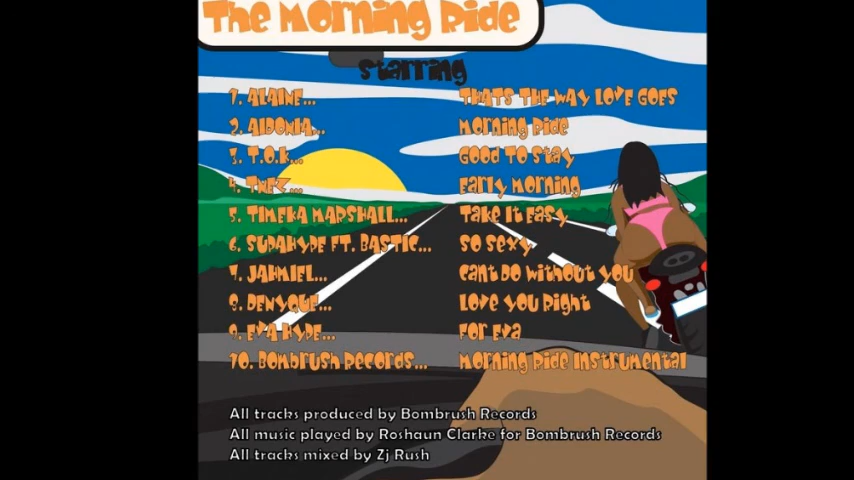 The Morning Ride
starring
1. ALAINE... THATS THE WAY LOVE GOES
2. AIDONIA... Morning Ride
3. T.O.K... Good To Stay
4. ... Early Morning
5. TIMEKA MARSHALL... Take It Easy
6. SUPAHYPE FT. BASTIC... So Sexy
7. JAHMIEL... Cant Do Without You
8. DENYQUE... Love You Right
9. EVA HYPE... For Eva
10. Bombrush Records... Morning Ride Instrumental
All tracks produced by Bombrush Records
All music played by Roshaun Clarke for Bombrush Records
All tracks mixed by Zj Rush